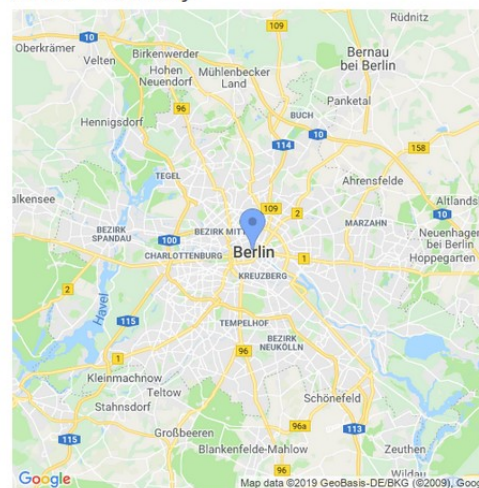 Rüdnitz
109
10
Oberkrämer
Birkenwerder
Bernau
bei Berlin
Velten
Hohen
Neuendorf
Mühlenbecker
Land
Panketal
96
Hennigsdorf
BUCH
10
114
158
TEGEL
Ahrensfelde
alkensee
109
2
Altlands
10
BEZIRK
SPANDAU
100
BEZIRK MIT
MARZAHN
Neuenhager
bei Berlin
Hoppegarten
CHARLOTTENBURG
Berlin
1
KREUZBERG
2
Havel
115
TEMPELHOF
BEZIRK
NEUKÖLLN
1
96
Kleinmachnow
Teltow
Stahnsdorf
Schönefeld
96a
113
115
Großbeeren
Blankenfelde-Mahlow
Zeuthen
96
Wildau
Google
Map data ©2019 GeoBasis-DE/BKG (©2009), Goog